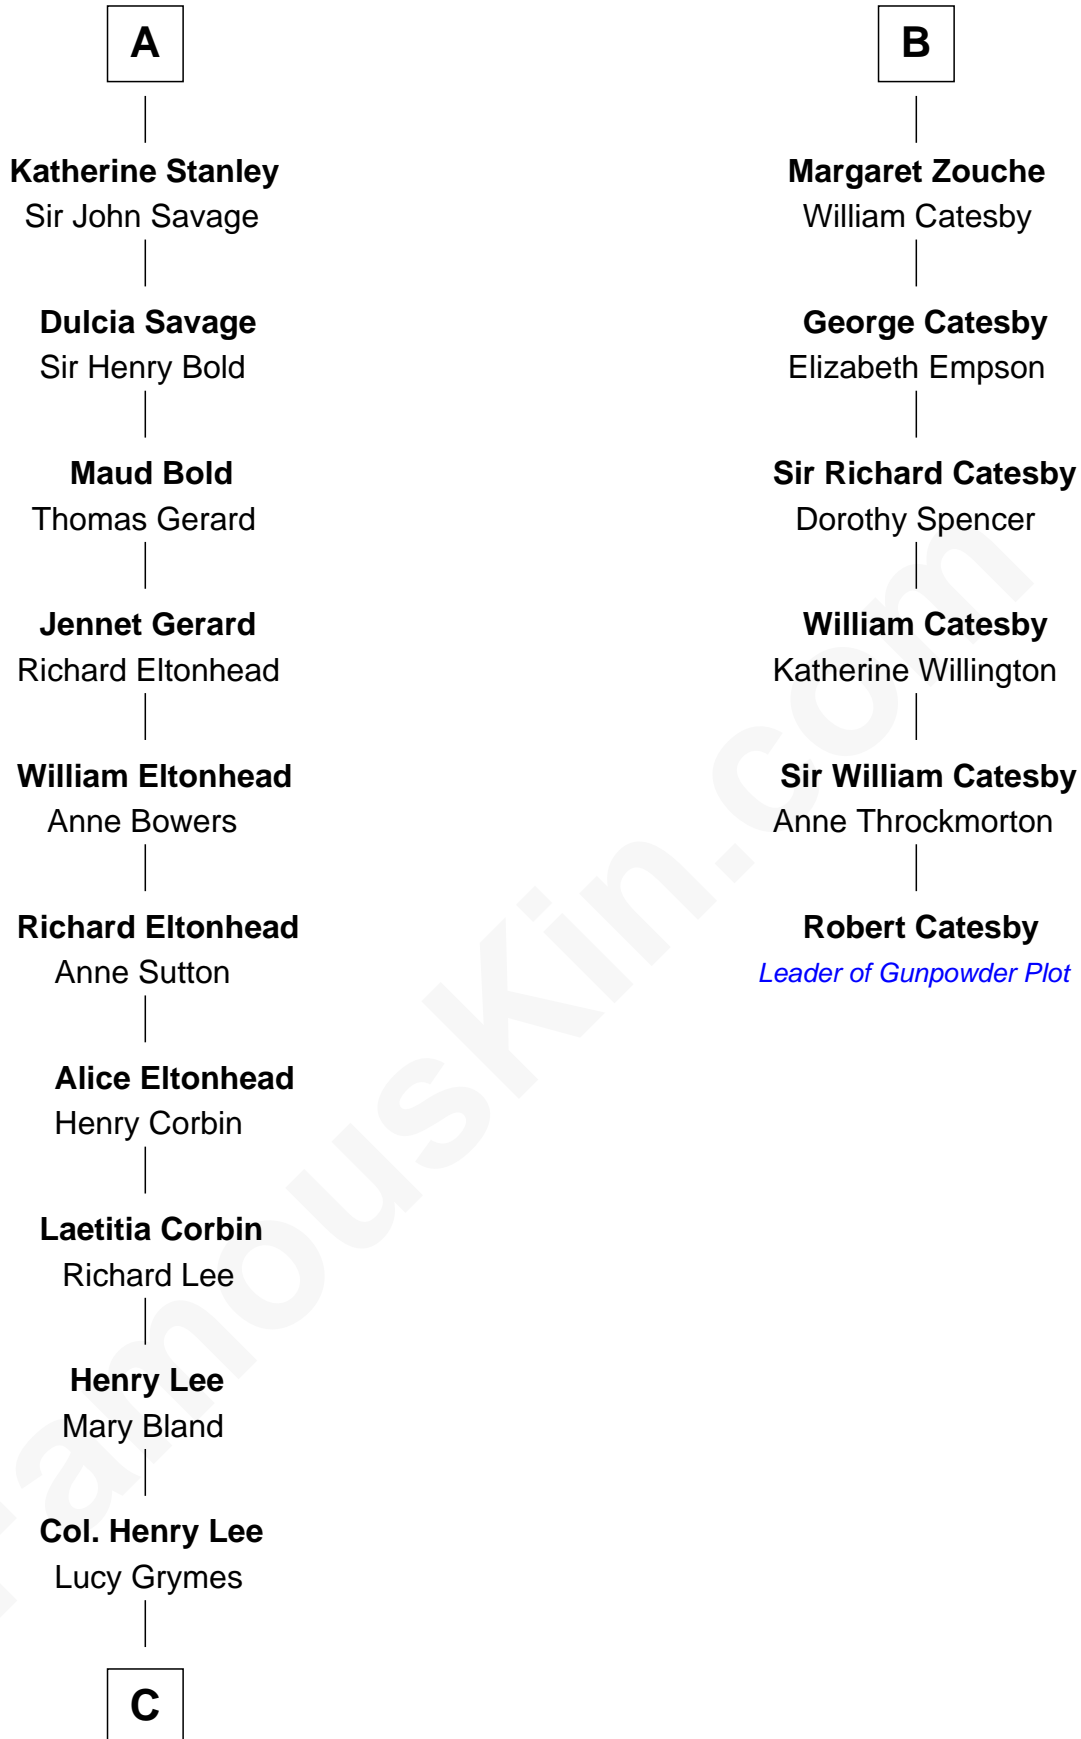 A
Katherine Stanley
Sir John Savage
Dulcia Savage
Sir Henry Bold
Maud Bold
Thomas Gerard
Jennet Gerard
Richard Eltonhead
William Eltonhead
Anne Bowers
Richard Eltonhead
Anne Sutton
Alice Eltonhead
Henry Corbin
Laetitia Corbin
Richard Lee
Henry Lee
Mary Bland
Col. Henry Lee
Lucy Grymes
C
B
Margaret Zouche
William Catesby
George Catesby
Elizabeth Empson
Sir Richard Catesby
Dorothy Spencer
William Catesby
Katherine Willington
Sir William Catesby
Anne Throckmorton
Robert Catesby
Leader of Gunpowder Plot
FamousKin.com